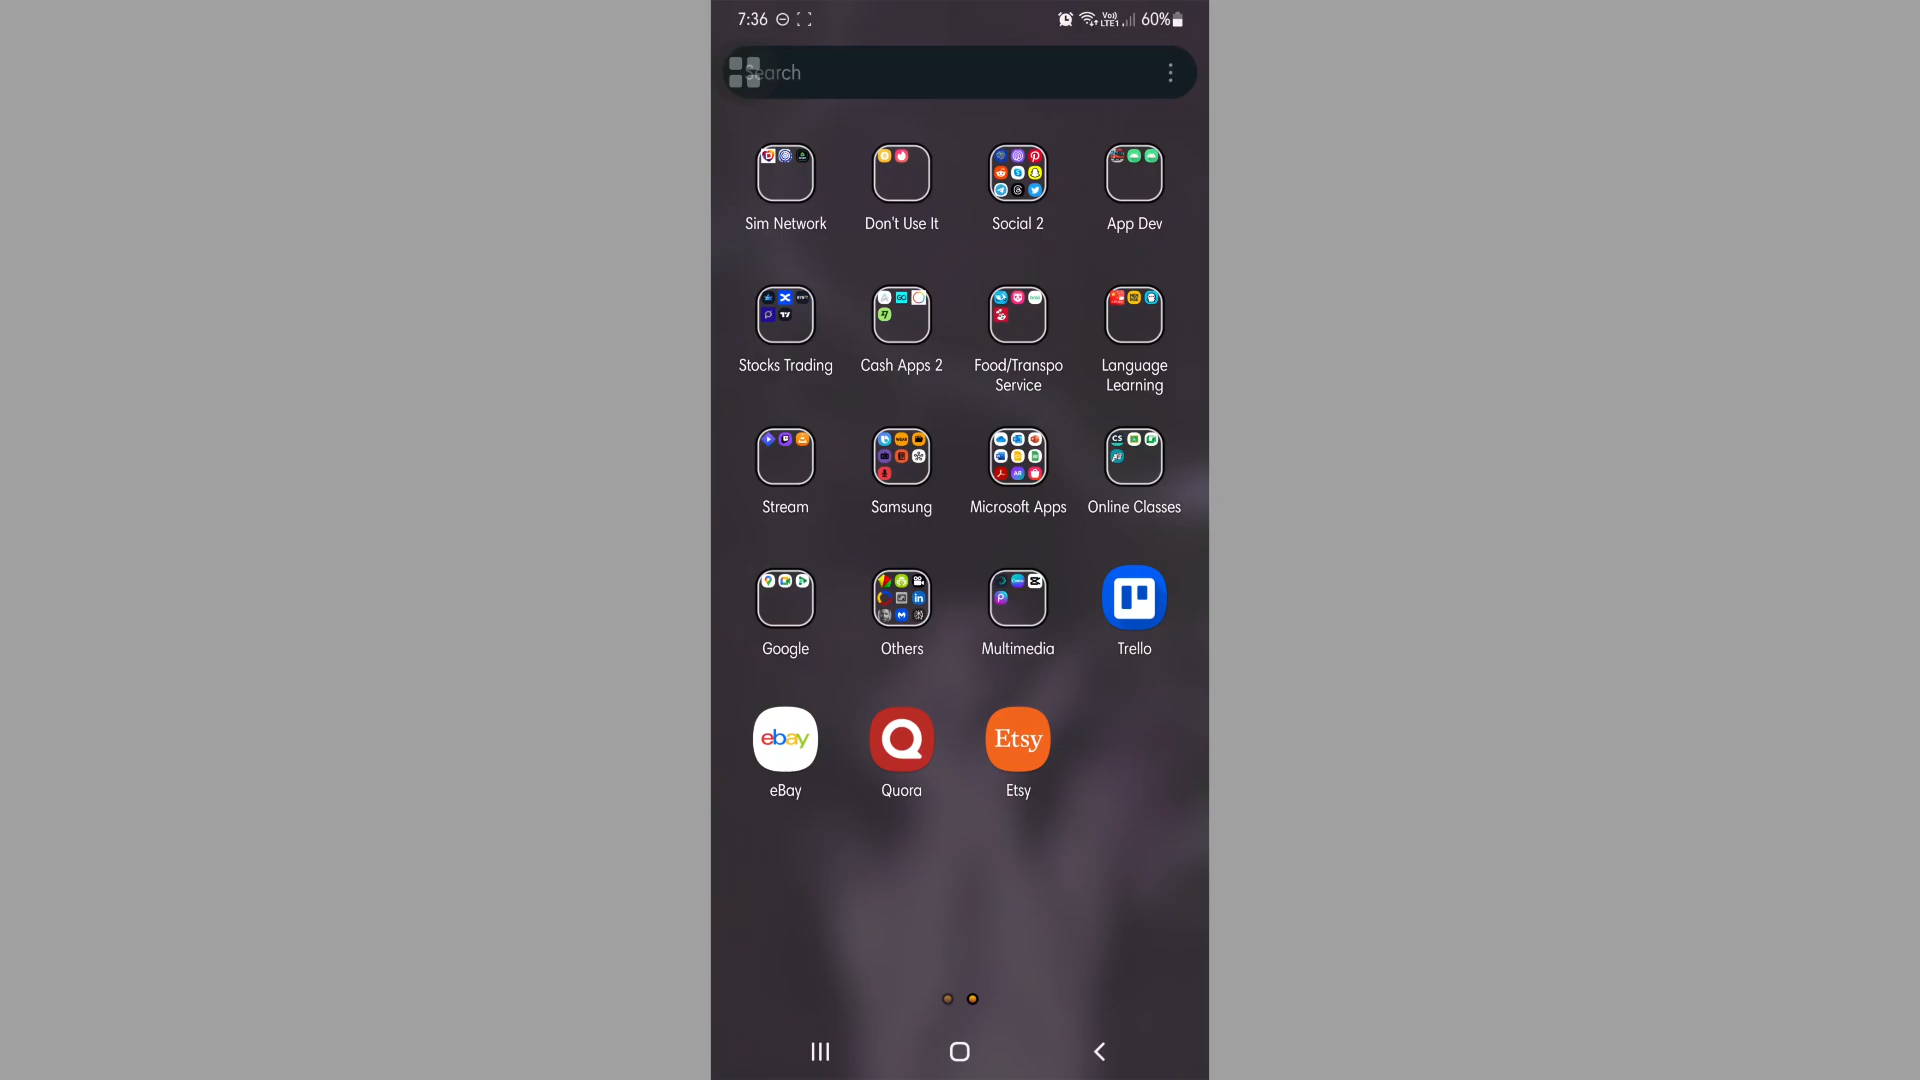 7:36
Vo)) LTE1
60%
Search
Sim Network
Don't Use It
Social 2
App Dev
Stocks Trading
Cash Apps 2
Food/Transpo
Service
Language
Learning
Stream
Samsung
Microsoft Apps
Online Classes
Google
Others
Multimedia
Trello
ebay
Etsy
eBay
Quora
Etsy